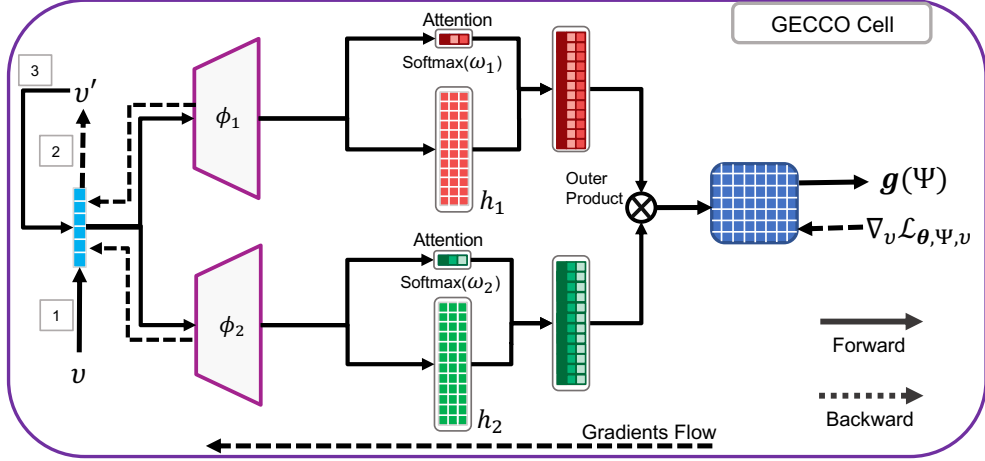 GECCO Cell
Attention
Softmax(ω₁)
3
υ′
ϕ₁
2
h₁
Outer
Product
g(Ψ)
∇υ ℒ𝜽,Ψ,υ
Attention
Softmax(ω₂)
1
ϕ₂
Forward
υ
h₂
Gradients Flow
Backward